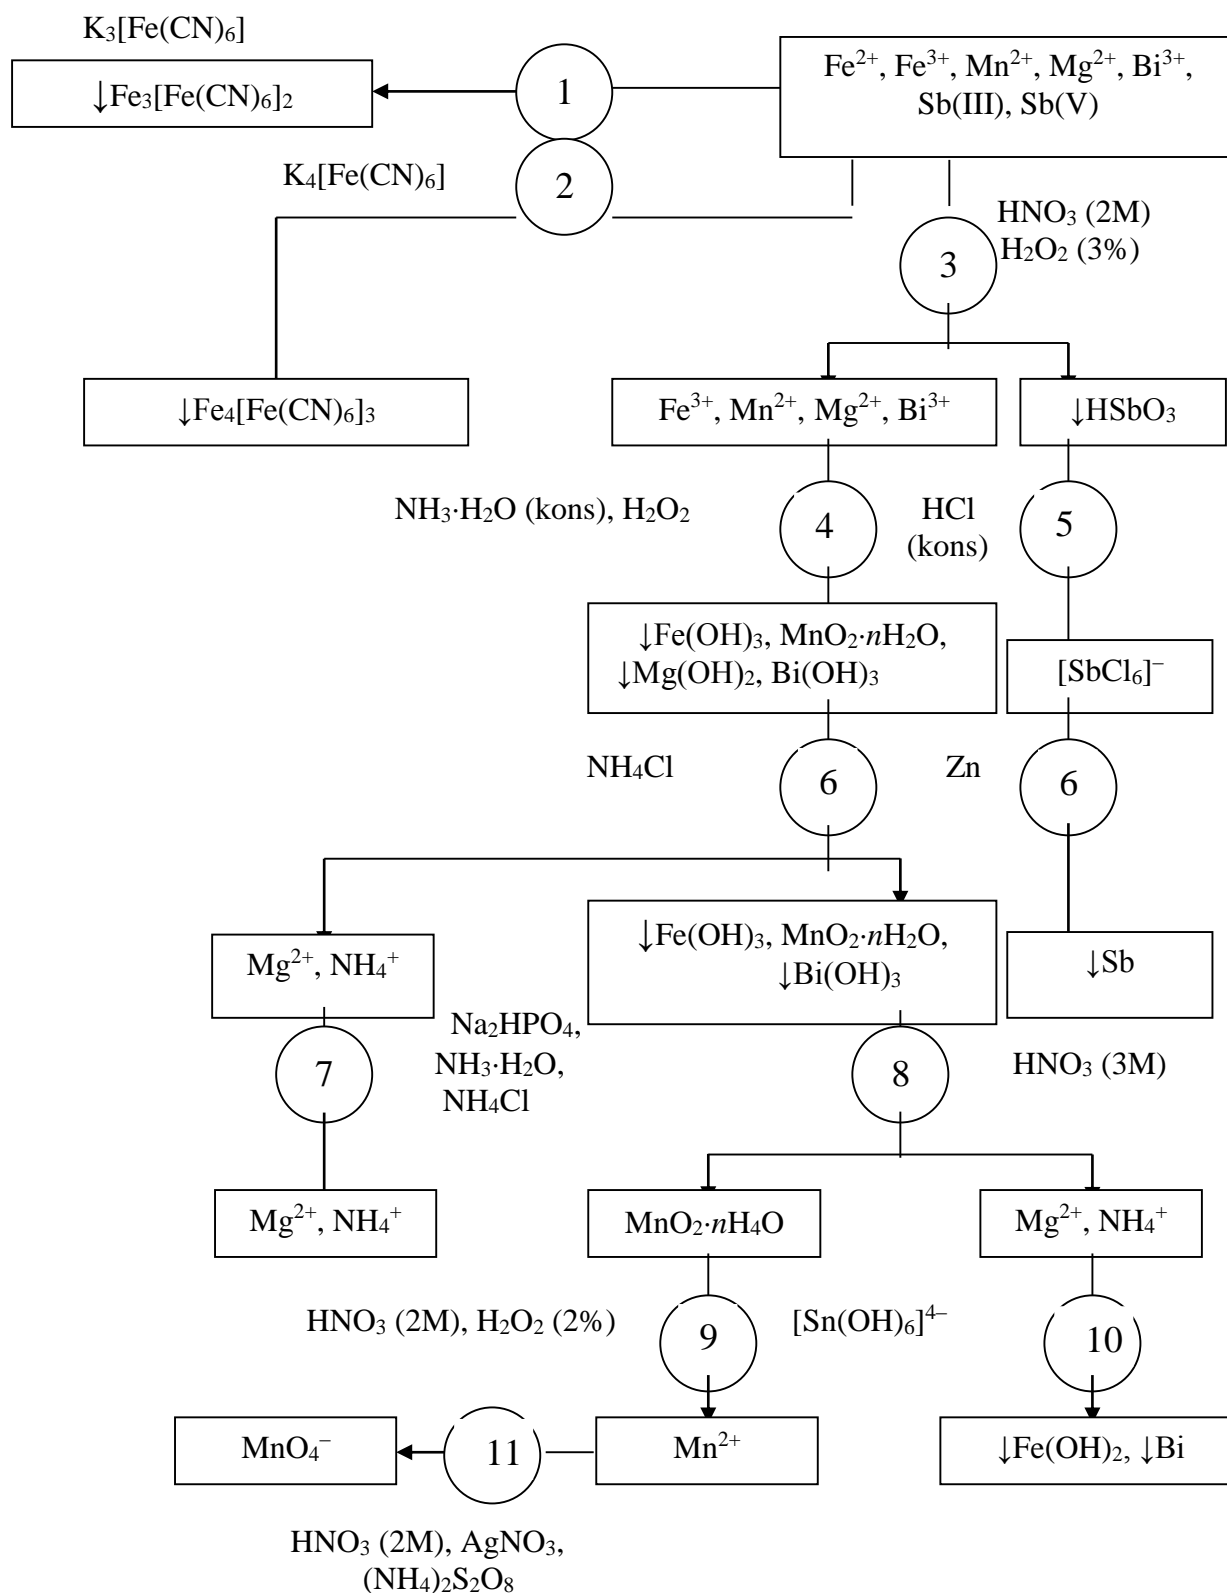 K₃[Fe(CN)₆]
↓Fe₃[Fe(CN)₆]₂
1
Fe²⁺, Fe³⁺, Mn²⁺, Mg²⁺, Bi³⁺,
Sb(III), Sb(V)
K₄[Fe(CN)₆]
2
HNO₃ (2M)
H₂O₂ (3%)
3
↓Fe₄[Fe(CN)₆]₃
Fe³⁺, Mn²⁺, Mg²⁺, Bi³⁺
↓HSbO₃
NH₃·H₂O (kons), H₂O₂
4
HCl
(kons)
5
↓Fe(OH)₃, MnO₂·nH₂O,
↓Mg(OH)₂, Bi(OH)₃
[SbCl₆]⁻
NH₄Cl
6
Zn
6
Mg²⁺, NH₄⁺
↓Fe(OH)₃, MnO₂·nH₂O,
↓Bi(OH)₃
↓Sb
7
Na₂HPO₄,
NH₃·H₂O,
NH₄Cl
8
HNO₃ (3M)
Mg²⁺, NH₄⁺
MnO₂·nH₄O
Mg²⁺, NH₄⁺
HNO₃ (2M), H₂O₂ (2%)
9
[Sn(OH)₆]⁴⁻
10
MnO₄⁻
11
Mn²⁺
↓Fe(OH)₂, ↓Bi
HNO₃ (2M), AgNO₃,
(NH₄)₂S₂O₈